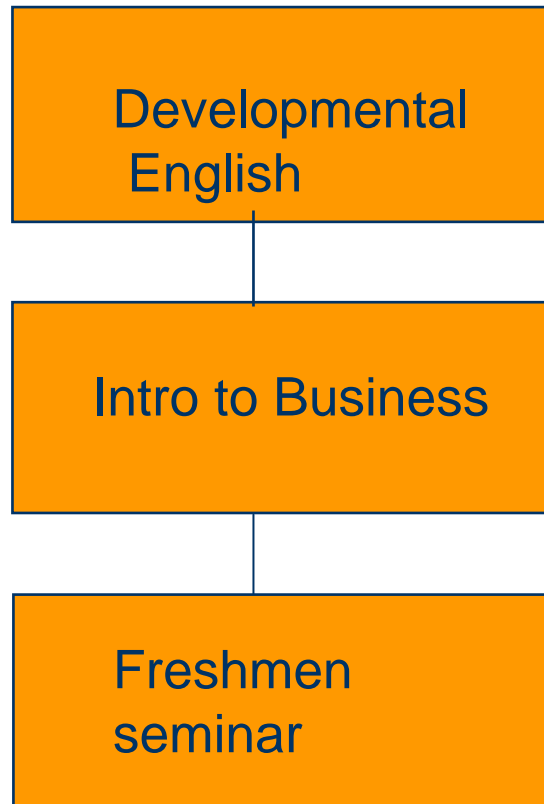 Developmental
English
Intro to Business
Freshmen
seminar